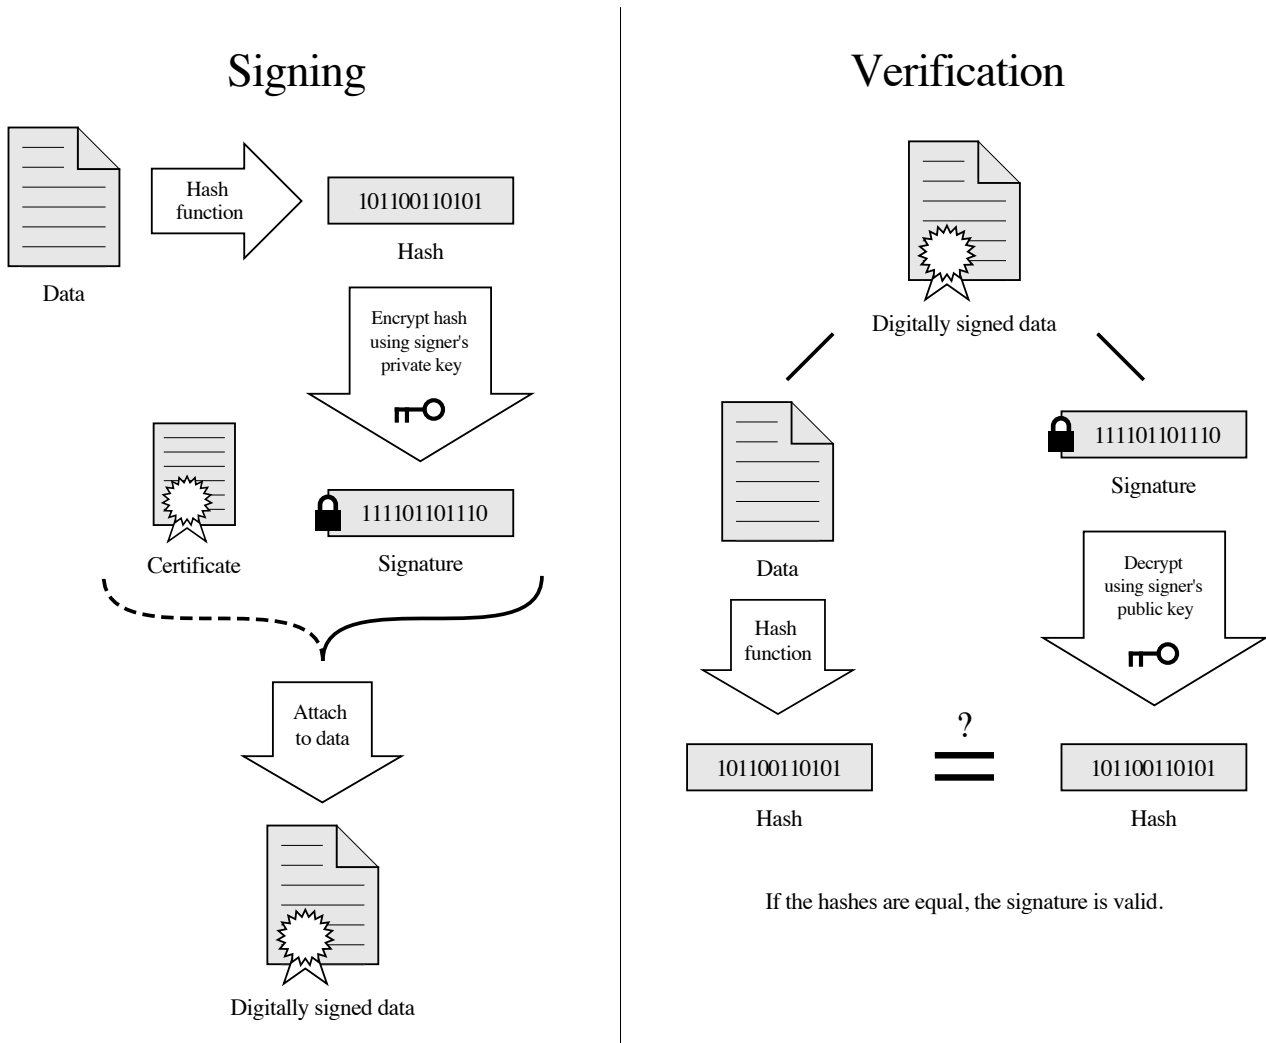 Signing
Hash
function
101100110101
Hash
Data
Encrypt hash
using signer's
private key
111101101110
Certificate
Signature
Attach
to data
Digitally signed data
Verification
Digitally signed data
111101101110
Signature
Data
Decrypt
using signer's
public key
Hash
function
?
101100110101
101100110101
Hash
Hash
If the hashes are equal, the signature is valid.